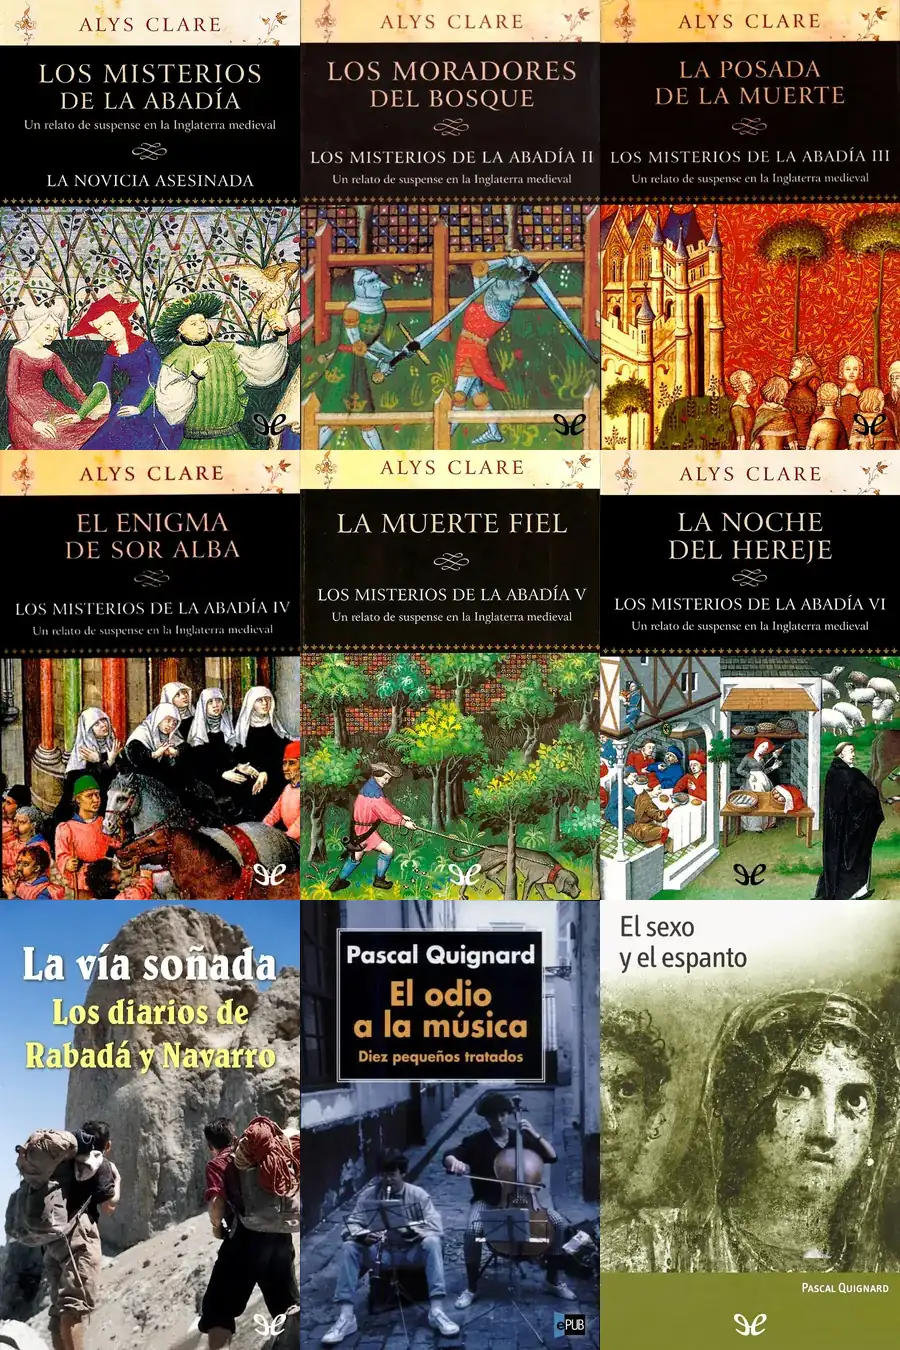 ALYS CLARE
LOS MISTERIOS
DE LA ABADÍA
Un relato de suspense en la Inglaterra medieval
LA NOVICIA ASESINADA
ALYS CLARE
LOS MORADORES
DEL BOSQUE
LOS MISTERIOS DE LA ABADÍA II
Un relato de suspense en la Inglaterra medieval
ALYS CLARE
LA POSADA
DE LA MUERTE
LOS MISTERIOS DE LA ABADÍA III
Un relato de suspense en la Inglaterra medieval
ALYS CLARE
EL ENIGMA
DE SOR ALBA
LOS MISTERIOS DE LA ABADÍA IV
Un relato de suspense en la Inglaterra medieval
ALYS CLARE
LA MUERTE FIEL
LOS MISTERIOS DE LA ABADÍA V
Un relato de suspense en la Inglaterra medieval
ALYS CLARE
LA NOCHE
DEL HEREJE
LOS MISTERIOS DE LA ABADÍA VI
Un relato de suspense en la Inglaterra medieval
La vía soñada
Los diarios de
Rabadá y Navarro
Pascal Quignard
El odio
a la música
Diez pequeños tratados
ePUB
El sexo
y el espanto
PASCAL QUIGNARD